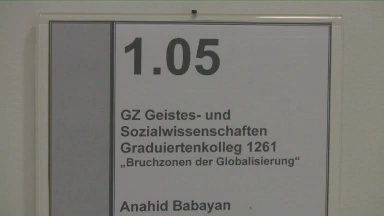 1.05
GZ Geistes- und
Sozialwissenschaften
Graduiertenkolleg 1261
„Bruchzonen der Globalisierung“
Anahid Babayan